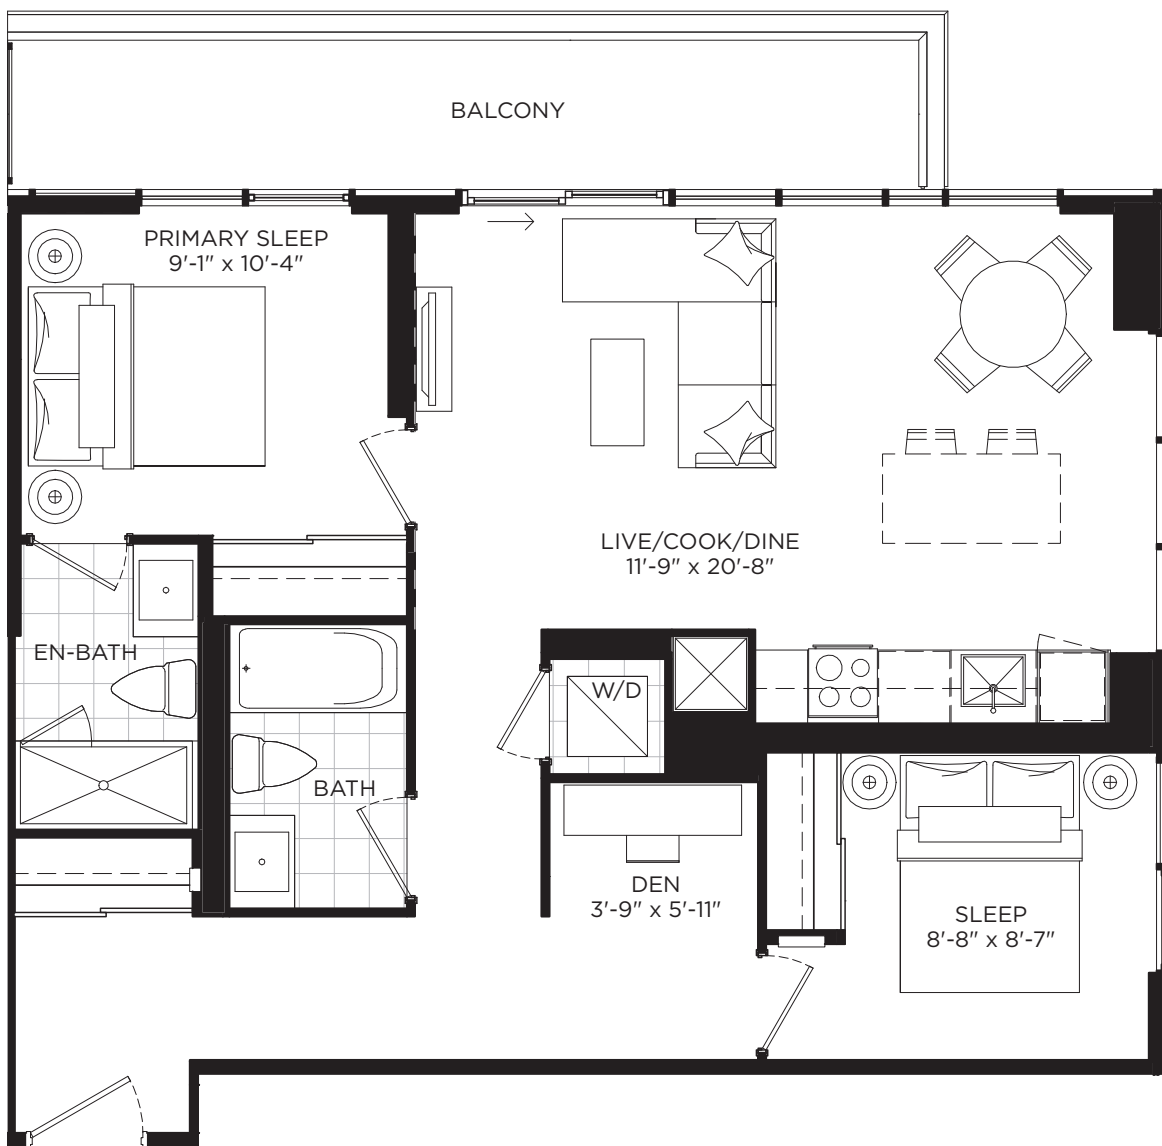 BALCONY
PRIMARY SLEEP
9'-1" x 10'-4"
LIVE/COOK/DINE
11'-9" x 20'-8"
EN-BATH
W/D
BATH
DEN
3'-9" x 5'-11"
SLEEP
8'-8" x 8'-7"